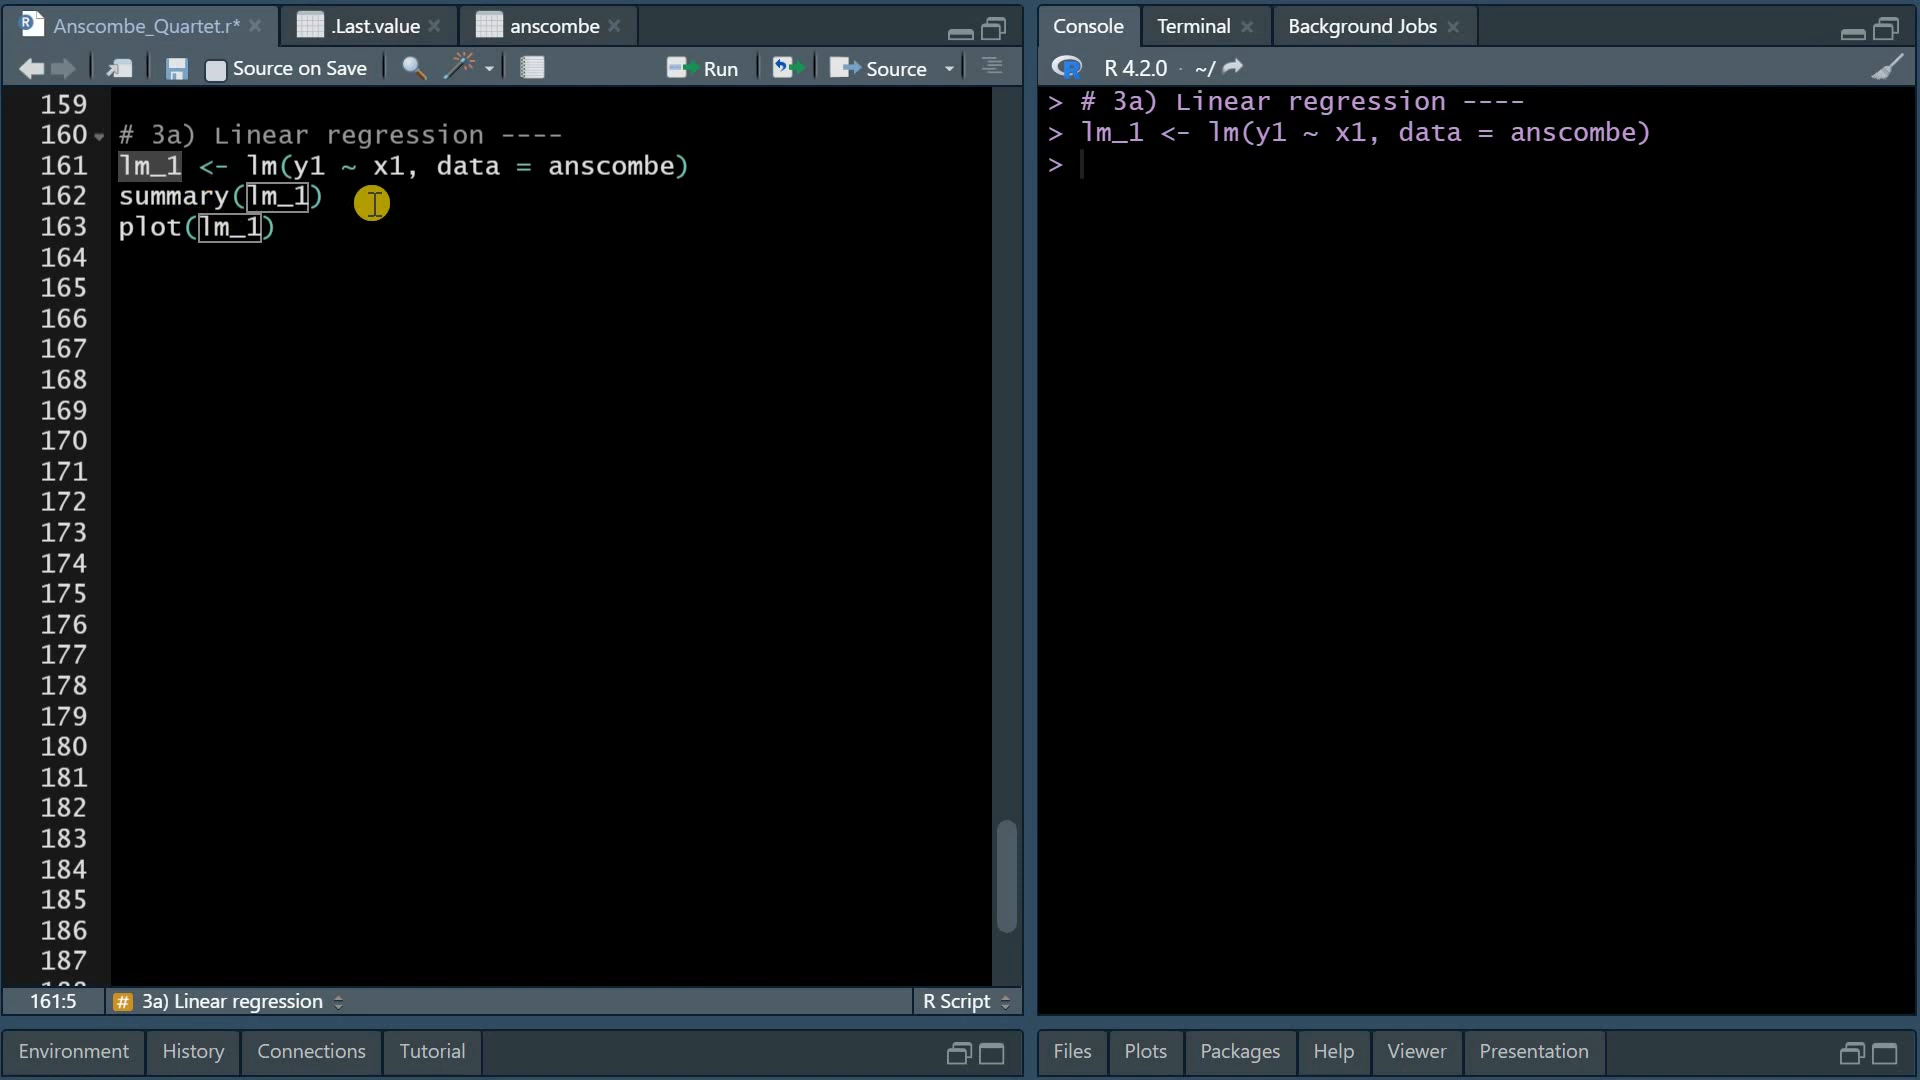 Anscombe_Quartet.r* × .Last.value × anscombe ×
Source on Save Run Source
159
160 # 3a) Linear regression ----
161 lm_1 <- lm(y1 ~ x1, data = anscombe)
162 summary(lm_1)
163 plot(lm_1)
164
165
166
167
168
169
170
171
172
173
174
175
176
177
178
179
180
181
182
183
184
185
186
187
161:5 # 3a) Linear regression R Script
Environment History Connections Tutorial
Console Terminal × Background Jobs ×
R R 4.2.0 · ~/
> # 3a) Linear regression ----
> lm_1 <- lm(y1 ~ x1, data = anscombe)
>
Files Plots Packages Help Viewer Presentation